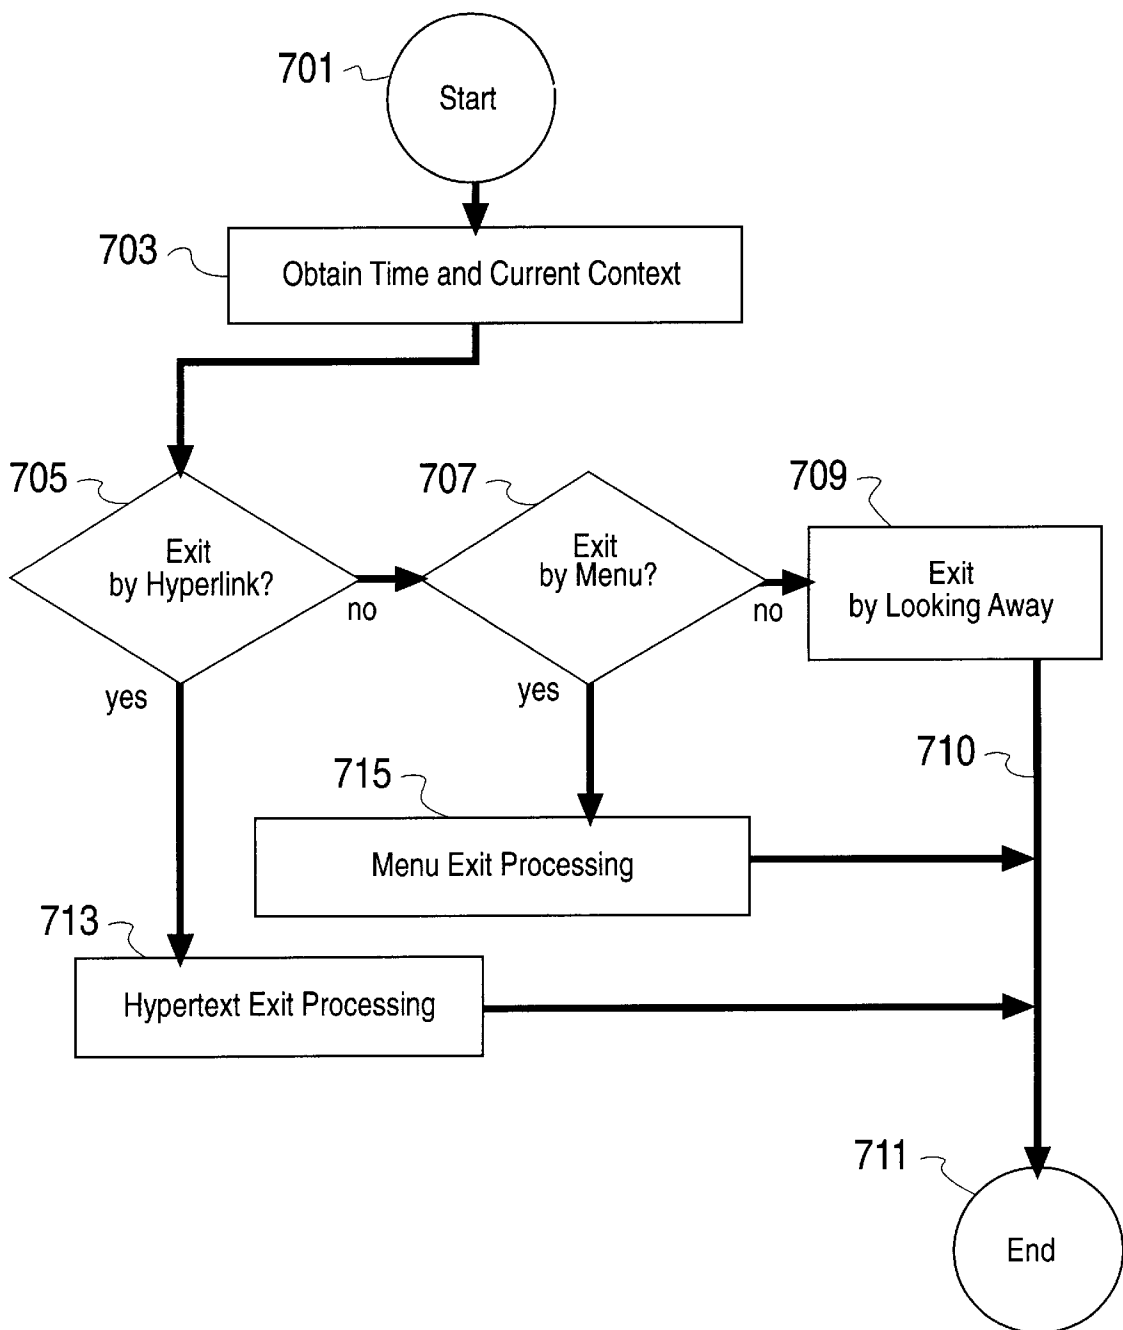 701
Start
703
Obtain Time and Current Context
705
Exit
by Hyperlink?
no
yes
707
Exit
by Menu?
no
yes
709
Exit
by Looking Away
710
715
Menu Exit Processing
713
Hypertext Exit Processing
711
End